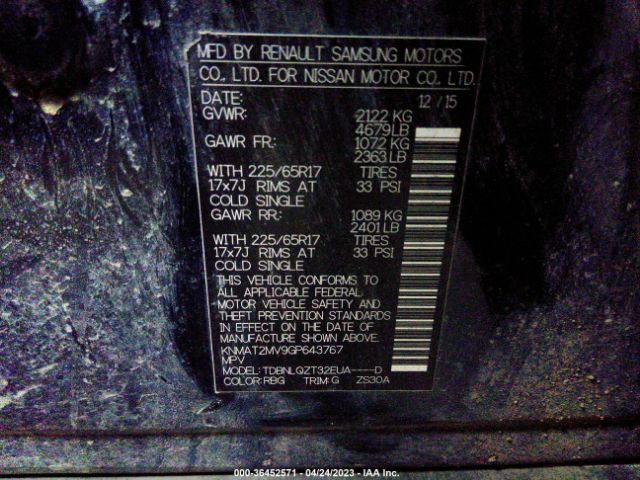 MFD BY RENAULT SAMSUNG MOTORS
CO., LTD. FOR NISSAN MOTOR CO., LTD.
DATE: 12/15
GVWR: 2122 KG
4679 LB
GAWR FR: 1072 KG
2363 LB
WITH 225/65R17 TIRES
17x7J RIMS AT 33 PSI
COLD SINGLE
GAWR RR: 1089 KG
2401 LB
WITH 225/65R17 TIRES
17x7J RIMS AT 33 PSI
COLD SINGLE
THIS VEHICLE CONFORMS TO
ALL APPLICABLE FEDERAL
MOTOR VEHICLE SAFETY AND
THEFT PREVENTION STANDARDS
IN EFFECT ON THE DATE OF
MANUFACTURE SHOWN ABOVE.
KNMAT2MV9GP643767
MPV
MODEL: TDBNLQZT32EUA----D
COLOR: RBG TRIM: G ZS30A
000-36452571 - 04/24/2023 - IAA Inc.